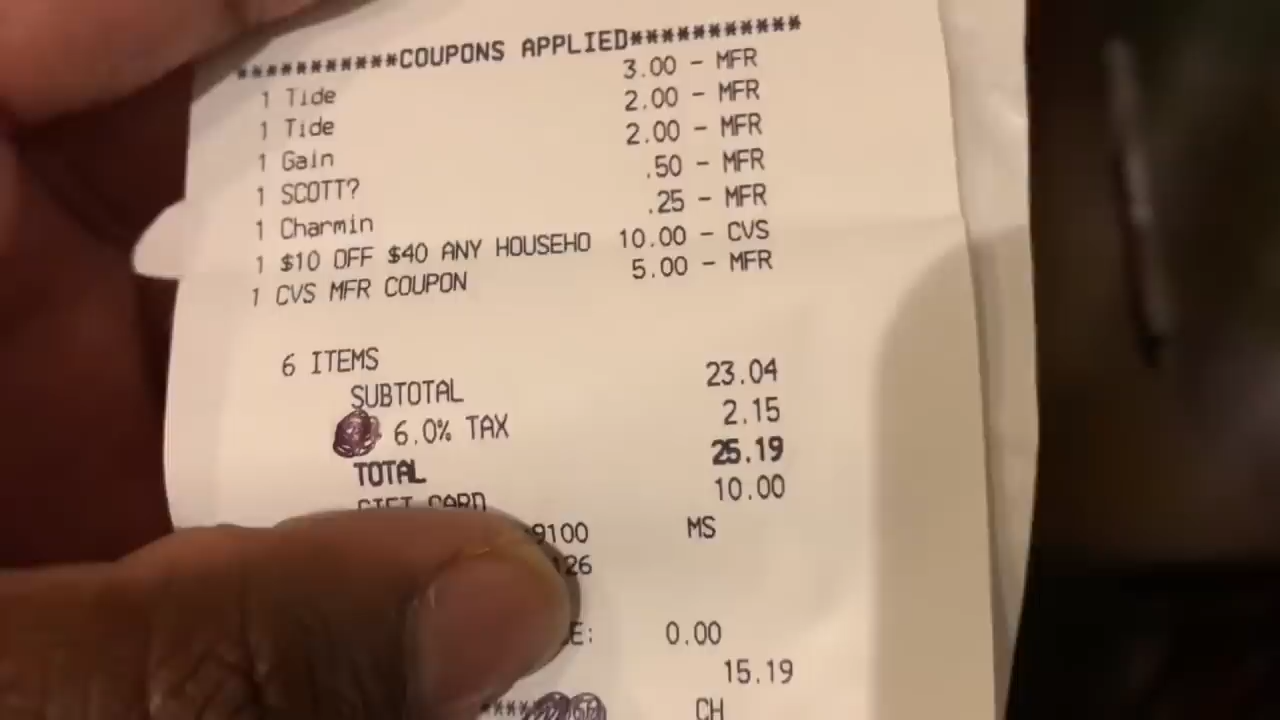 ***********COUPONS APPLIED***********
1 Tide 3.00 - MFR
1 Tide 2.00 - MFR
1 Gain 2.00 - MFR
1 SCOTT? .50 - MFR
1 Charmin .25 - MFR
1 $10 OFF $40 ANY HOUSEHO 10.00 - CVS
1 CVS MFR COUPON 5.00 - MFR
6 ITEMS
SUBTOTAL 23.04
6.0% TAX 2.15
TOTAL 25.19
GIFT CARD 10.00
9100 MS
126
E: 0.00
15.19
CH